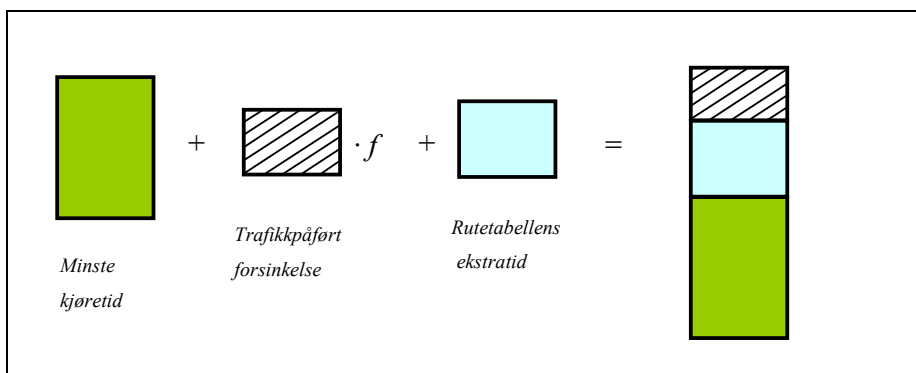 +
· f
+
=
Minste
kjøretid
Trafikkpåført
forsinkelse
Rutetabellens
ekstratid